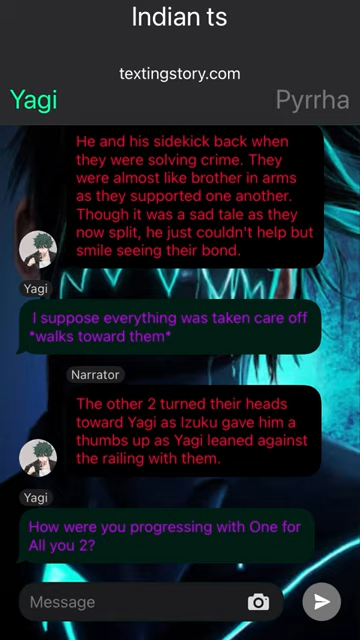 Indian ts
textingstory.com
Yagi
Pyrrha
He and his sidekick back when
they were solving crime. They
were almost like brother in arms
as they supported one another.
Though it was a sad tale as they
now split, he just couldn't help but
smile seeing their bond.
Yagi
I suppose everything was taken care off
*walks toward them*
Narrator
The other 2 turned their heads
toward Yagi as Izuku gave him a
thumbs up as Yagi leaned against
the railing with them.
Yagi
How were you progressing with One for
All you 2?
Message